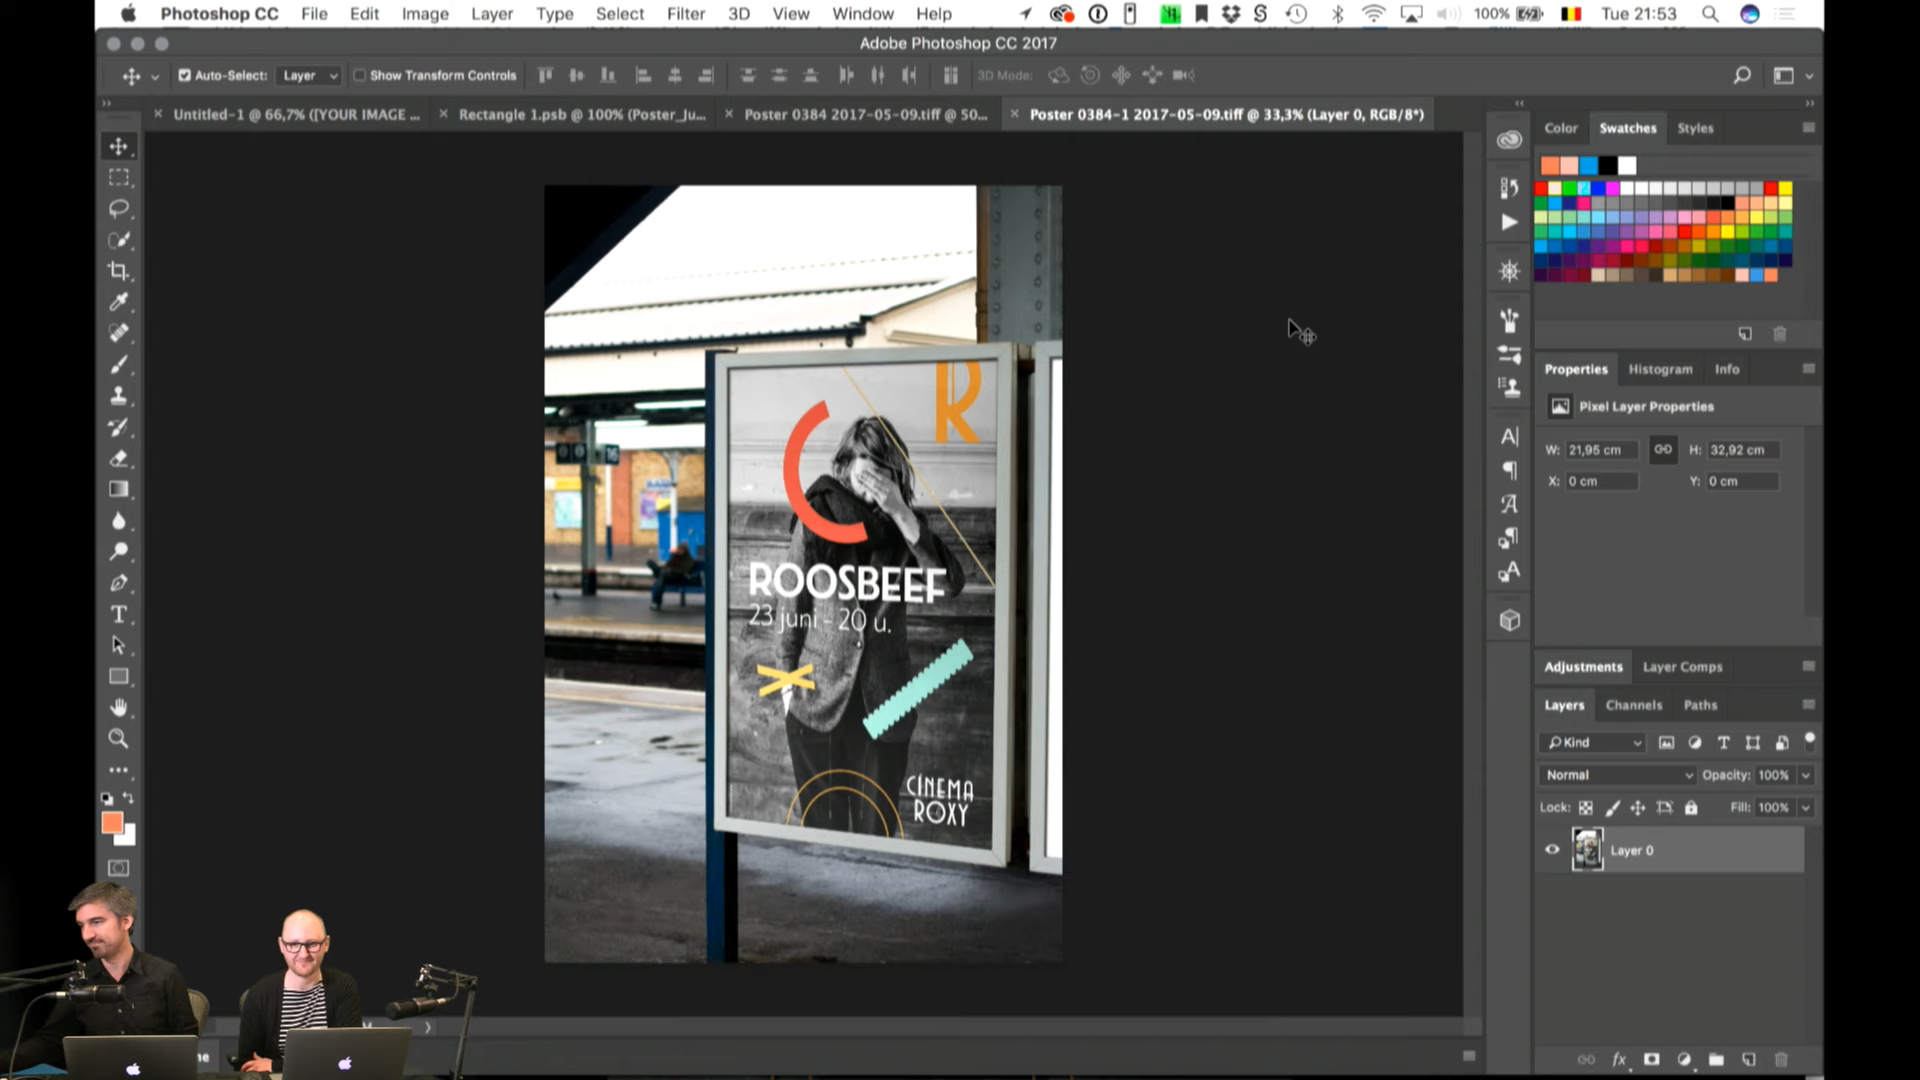 Photoshop CC File Edit Image Layer Type Select Filter 3D View Window Help 100% Tue 21:53
Adobe Photoshop CC 2017
Auto-Select: Layer Show Transform Controls 3D Mode:
Untitled-1 @ 66,7% ([YOUR IMAGE ... Rectangle 1.psb @ 100% (Poster_Ju... Poster 0384 2017-05-09.tiff @ 50... Poster 0384-1 2017-05-09.tiff @ 33,3% (Layer 0, RGB/8*)
Color Swatches Styles
Properties Histogram Info
Pixel Layer Properties
W: 21,95 cm H: 32,92 cm
X: 0 cm Y: 0 cm
Adjustments Layer Comps
Layers Channels Paths
Kind
Normal Opacity: 100%
Lock: Fill: 100%
Layer 0
16
R
ROOSBEEF
23 juni - 20 u.
CINEMA
ROXY